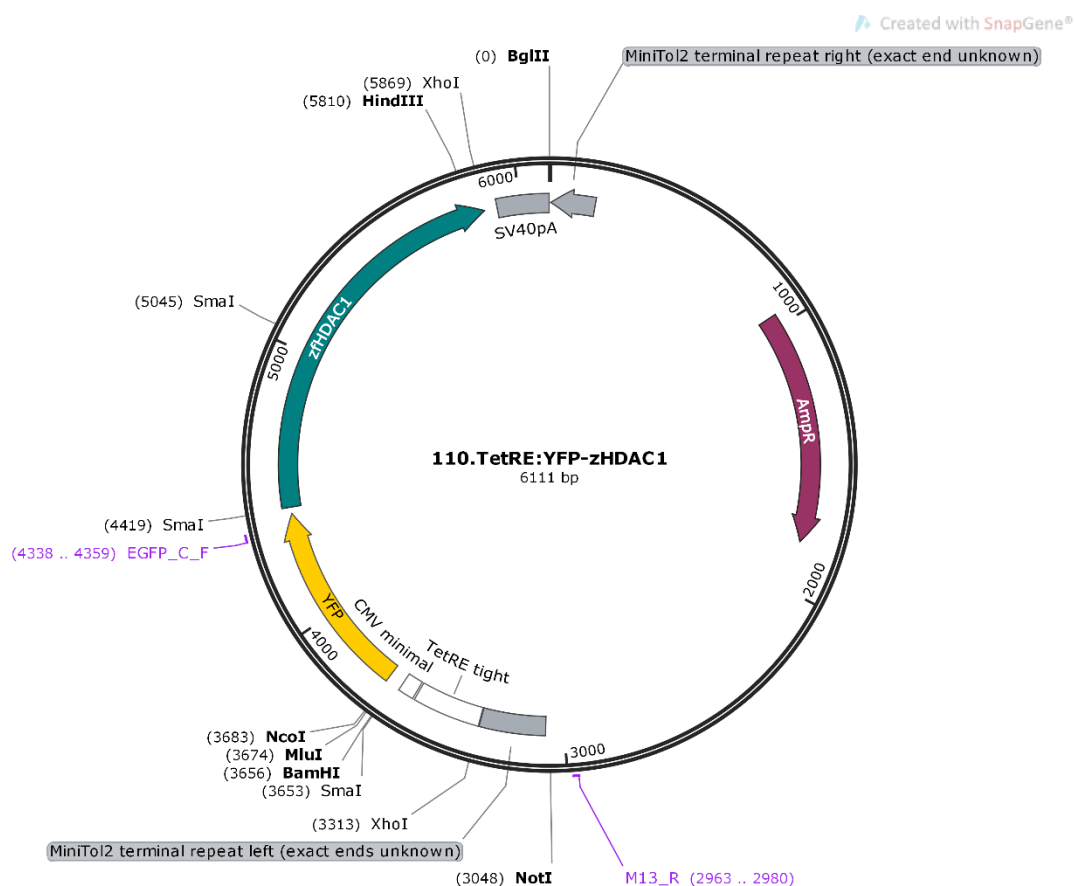 Created with SnapGene®
(0) BglII
MiniTol2 terminal repeat right (exact end unknown)
(5869) XhoI
(5810) HindIII
6000
SV40pA
1000
(5045) SmaI
zfHDAC1
5000
AmpR
110.TetRE:YFP-zHDAC1
6111 bp
(4419) SmaI
(4338 .. 4359) EGFP_C_F
2000
YFP
CMV minimal
4000
TetRE tight
(3683) NcoI
(3674) MluI
(3656) BamHI
(3653) SmaI
3000
(3313) XhoI
MiniTol2 terminal repeat left (exact ends unknown)
(3048) NotI
M13_R (2963 .. 2980)